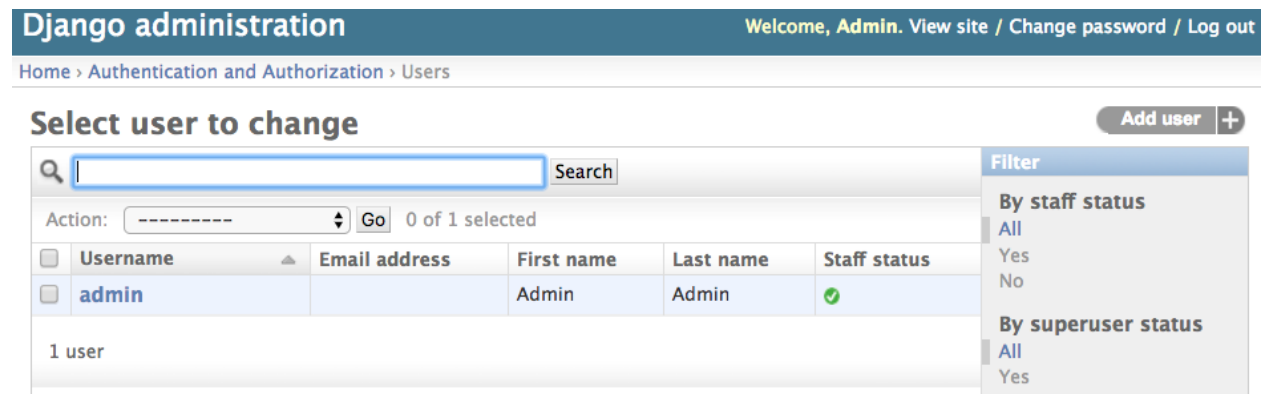 Django administration
Welcome, Admin. View site / Change password / Log out
Home › Authentication and Authorization › Users
Select user to change
Add user +
Search
Action: --------- Go 0 of 1 selected
Username Email address First name Last name Staff status
admin Admin Admin
1 user
Filter
By staff status
All
Yes
No
By superuser status
All
Yes